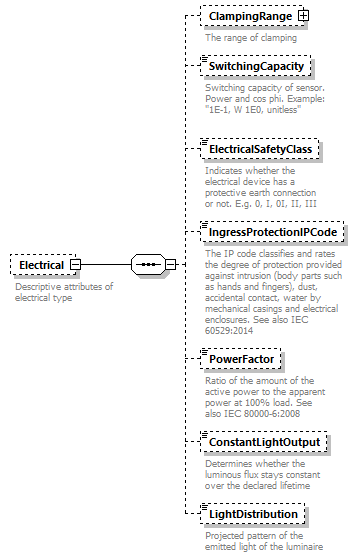 ClampingRange
The range of clamping
SwitchingCapacity
Switching capacity of sensor.
Power and cos phi. Example:
"1E-1, W 1E0, unitless"
ElectricalSafetyClass
Indicates whether the
electrical device has a
protective earth connection
or not. E.g. 0, I, 0I, II, III
IngressProtectionIPCode
The IP code classifies and rates
the degree of protection provided
against intrusion (body parts such
as hands and fingers), dust,
accidental contact, water by
mechanical casings and electrical
enclosures. See also IEC
60529:2014
Electrical
Descriptive attributes of
electrical type
PowerFactor
Ratio of the amount of the
active power to the apparent
power at 100% load. See
also IEC 80000-6:2008
ConstantLightOutput
Determines whether the
luminous flux stays constant
over the declared lifetime
LightDistribution
Projected pattern of the
emitted light of the luminaire